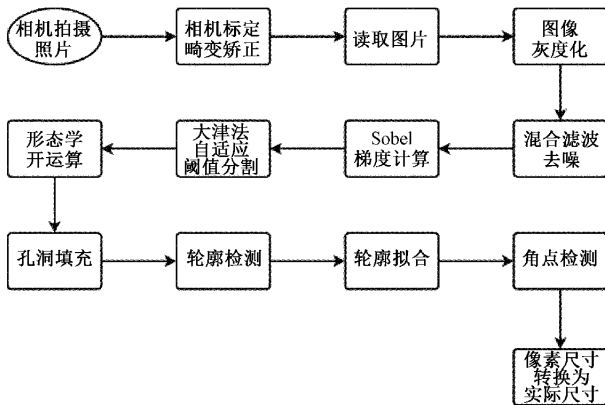 相机拍摄
照片
相机标定
畸变矫正
读取图片
图像
灰度化
混合滤波
去噪
Sobel
梯度计算
大津法
自适应
阈值分割
形态学
开运算
孔洞填充
轮廓检测
轮廓拟合
角点检测
像素尺寸
转换为
实际尺寸